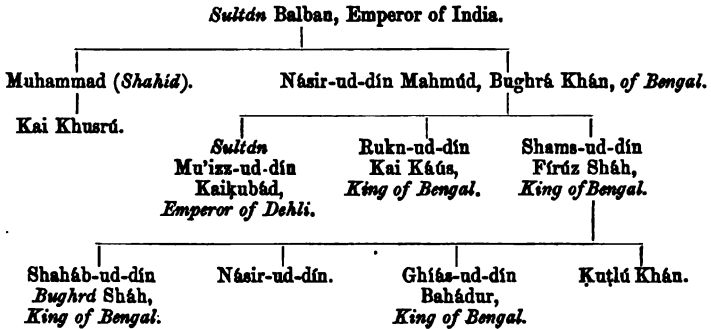 Sultán Balban, Emperor of India.
Muhammad (Shahíd). Násir-ud-dín Mahmúd, Bughrá Khán, of Bengal.
Kai Khusrú.
Sultán Rukn-ud-dín Shams-ud-dín
Mu'izz-ud-dín Kai Káús, Fírúz Sháh,
Kaiḳubád, King of Bengal. King of Bengal.
Emperor of Dehli.
Shaháb-ud-dín Násir-ud-dín. Ghíás-ud-dín Ḳuṭlú Khán.
Bughrá Sháh, Bahádur,
King of Bengal. King of Bengal.